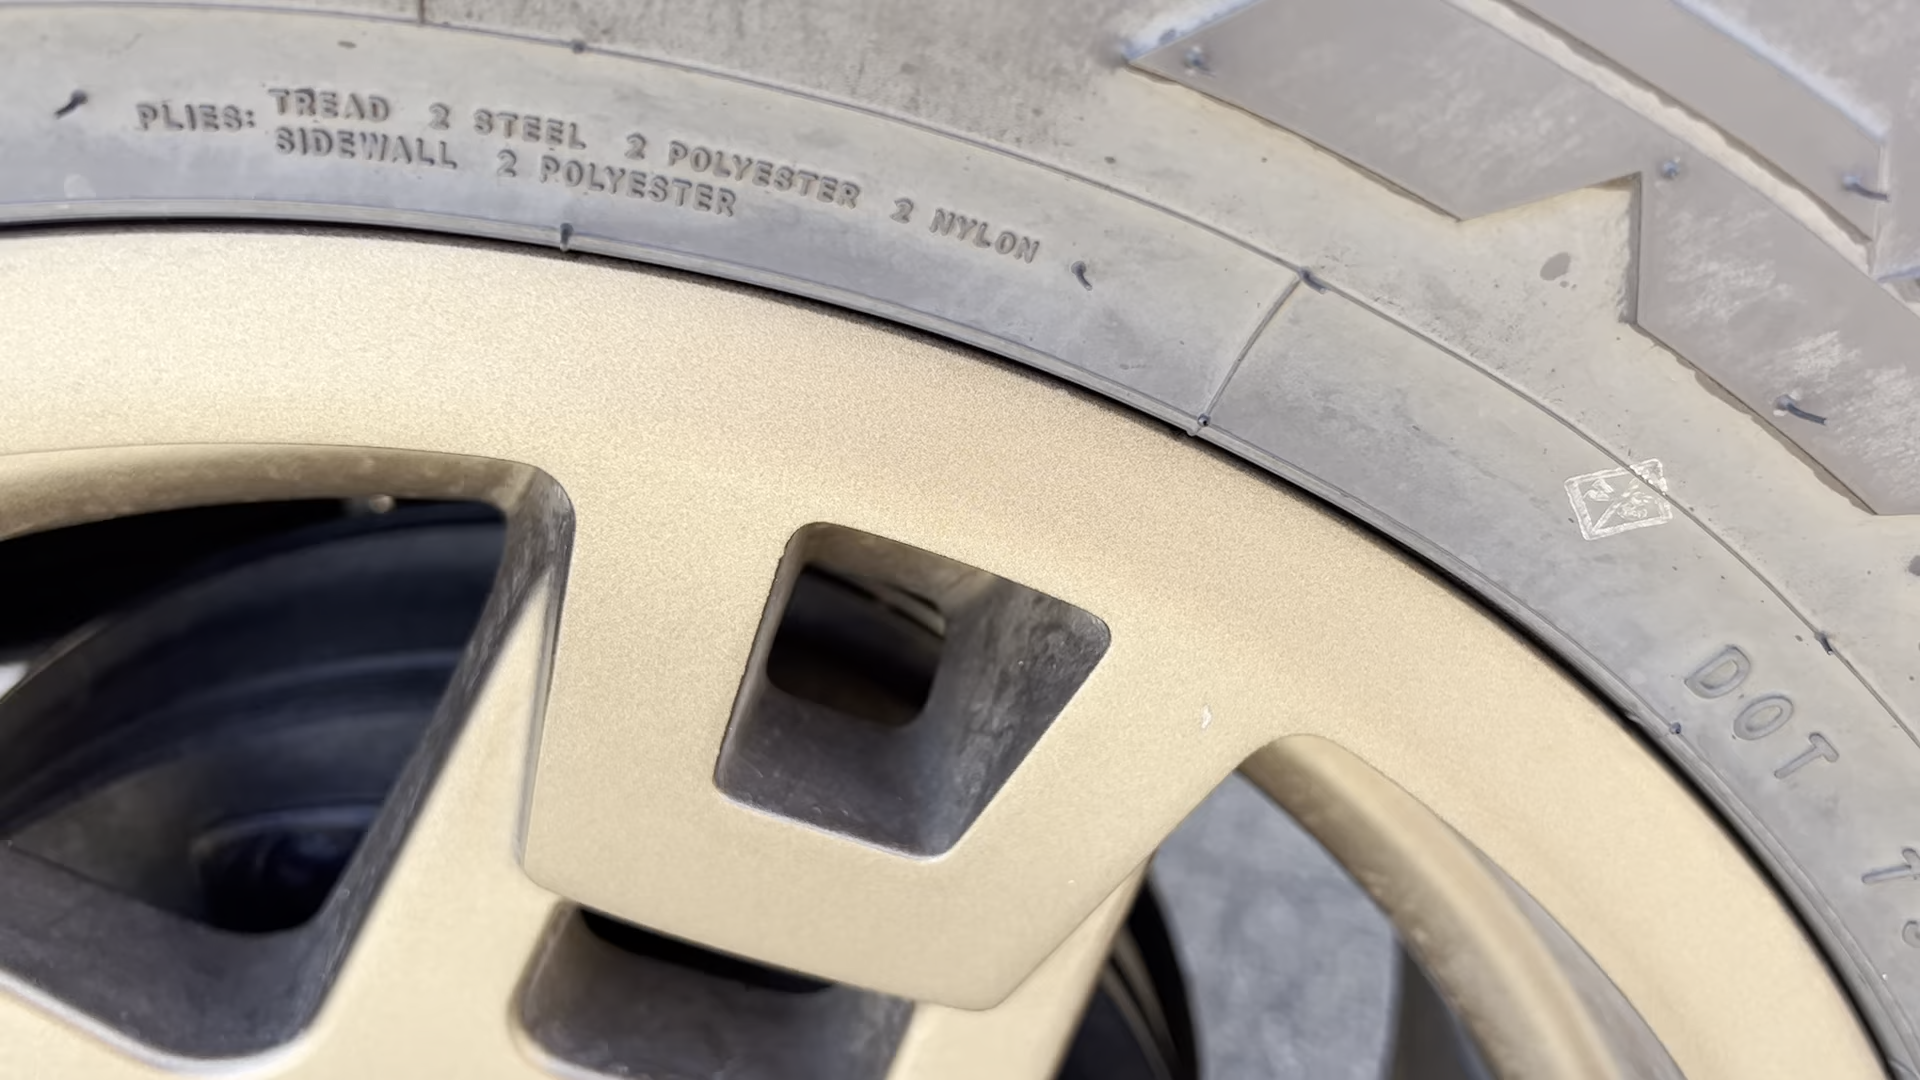 PLIES: TREAD 2 STEEL 2 POLYESTER 2 NYLON
SIDEWALL 2 POLYESTER
DOT